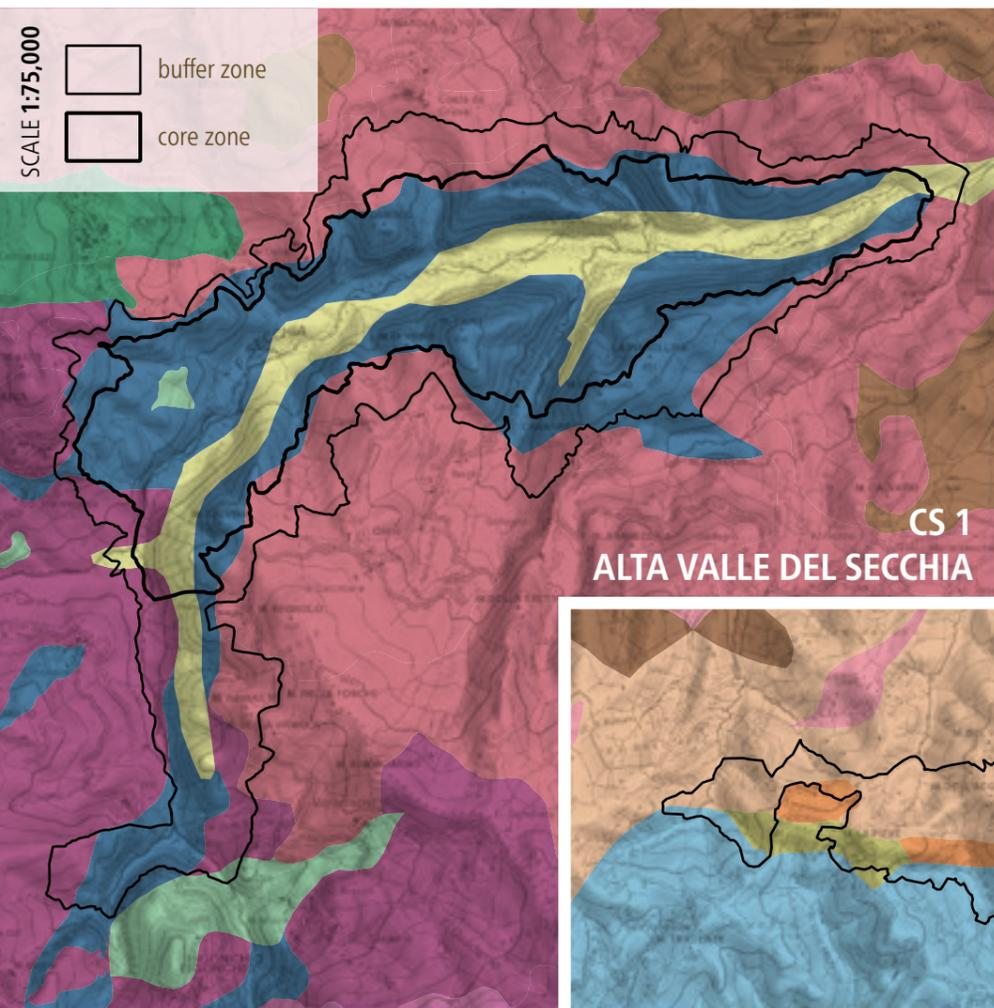 SCALE 1:75,000
buffer zone
core zone
CS 1
ALTA VALLE DEL SECCHIA